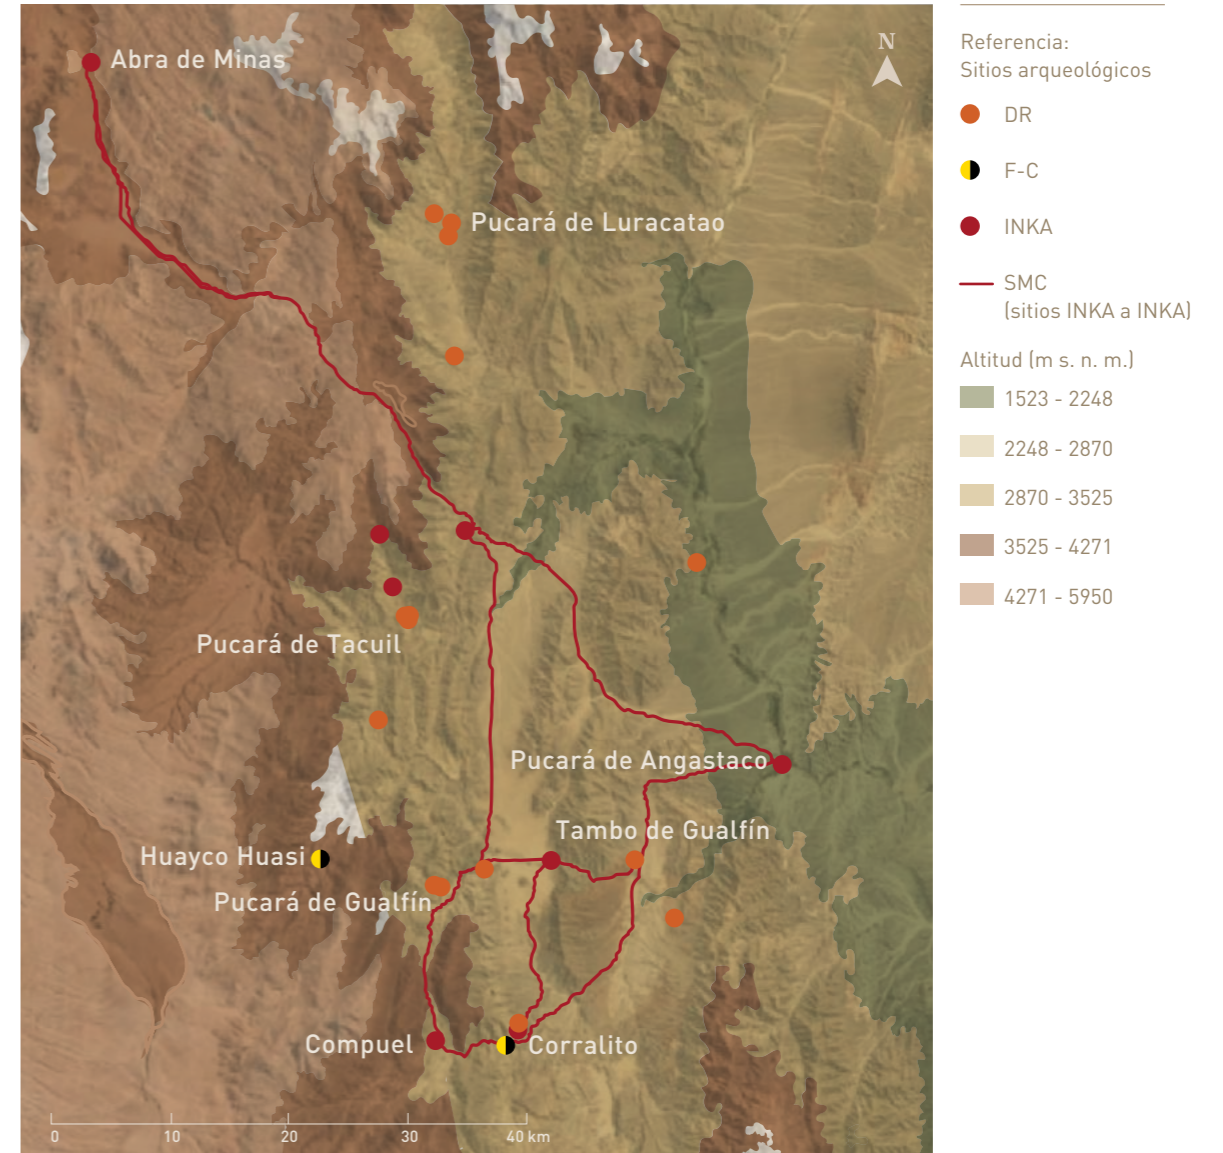 Abra de Minas
N
Pucará de Luracatao
Pucará de Tacuil
Pucará de Angastaco
Tambo de Gualfín
Huayco Huasi
Pucará de Gualfín
Compuel
Corralito
0 10 20 30 40 km
Referencia:
Sitios arqueológicos
DR
F-C
INKA
SMC
(sitios INKA a INKA)
Altitud (m s. n. m.)
1523 - 2248
2248 - 2870
2870 - 3525
3525 - 4271
4271 - 5950